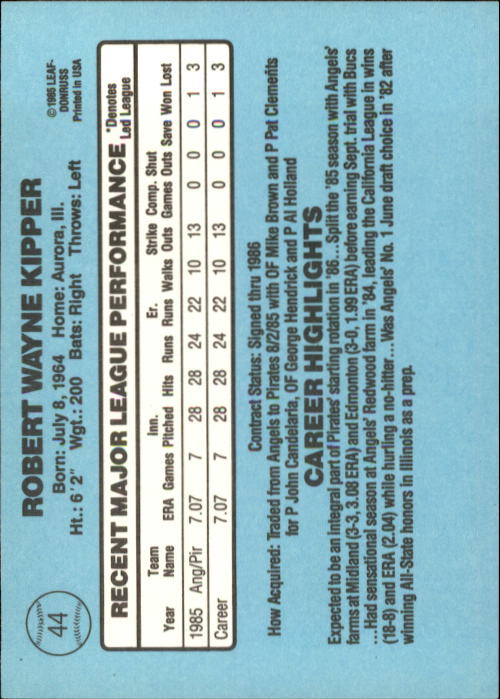 44
ROBERT WAYNE KIPPER
©1985 LEAF-
DONRUSS
Printed in USA
Born: July 8, 1964 Home: Aurora, Ill.
Ht.: 6'2" Wgt.: 200 Bats: Right Throws: Left
RECENT MAJOR LEAGUE PERFORMANCE
*Denotes
Led League
Team Inn. Er. Strike Comp. Shut
Year Name ERA Games Pitched Hits Runs Runs Walks Outs Games Outs Save Won Lost
1985 Ang/Pir 7.07 7 28 28 24 22 10 13 0 0 0 1 3
Career 7.07 7 28 28 24 22 10 13 0 0 0 1 3
Contract Status: Signed thru 1986
How Acquired: Traded from Angels to Pirates 8/2/85 with OF Mike Brown and P Pat Clements
for P John Candelaria, OF George Hendrick and P Al Holland
CAREER HIGHLIGHTS
Expected to be an integral part of Pirates' starting rotation in '86...Split the '85 season with Angels'
farms at Midland (3-3, 3.08 ERA) and Edmonton (3-0, 1.99 ERA) before earning Sept. trial with Bucs
...Had sensational season at Angels' Redwood farm in '84, leading the California League in wins
(18-8) and ERA (2.04) while hurling a no-hitter...Was Angels' No. 1 June draft choice in '82 after
winning All-State honors in Illinois as a prep.